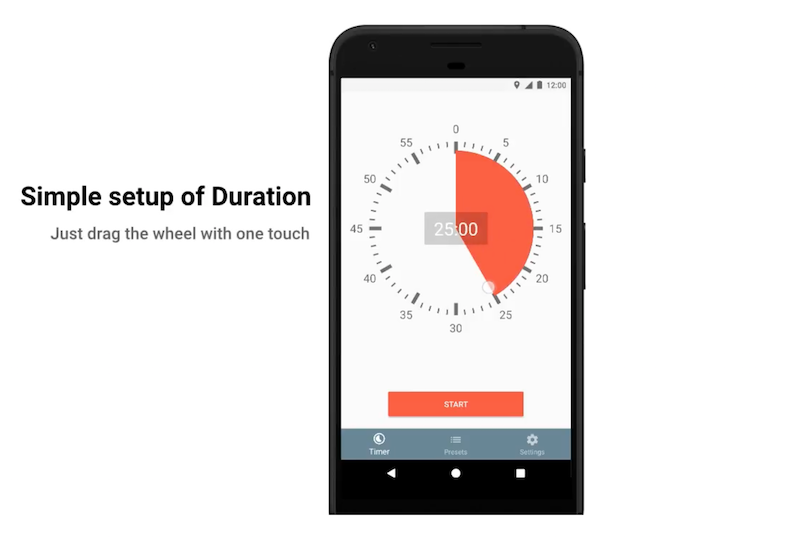 Simple setup of Duration
Just drag the wheel with one touch
12:00
0
5
10
15
20
25
30
35
40
45
50
55
25:00
START
Timer
Presets
Settings